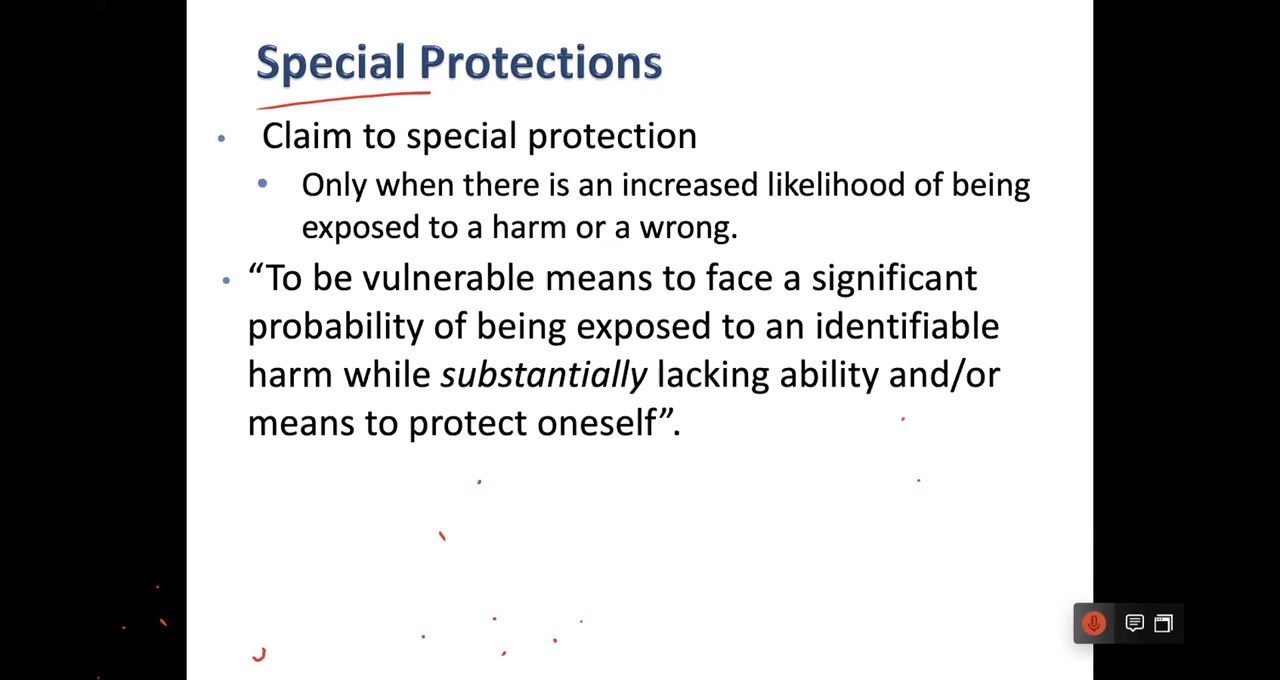 Special Protections
• Claim to special protection
• Only when there is an increased likelihood of being
exposed to a harm or a wrong.
• “To be vulnerable means to face a significant
probability of being exposed to an identifiable
harm while substantially lacking ability and/or
means to protect oneself”.